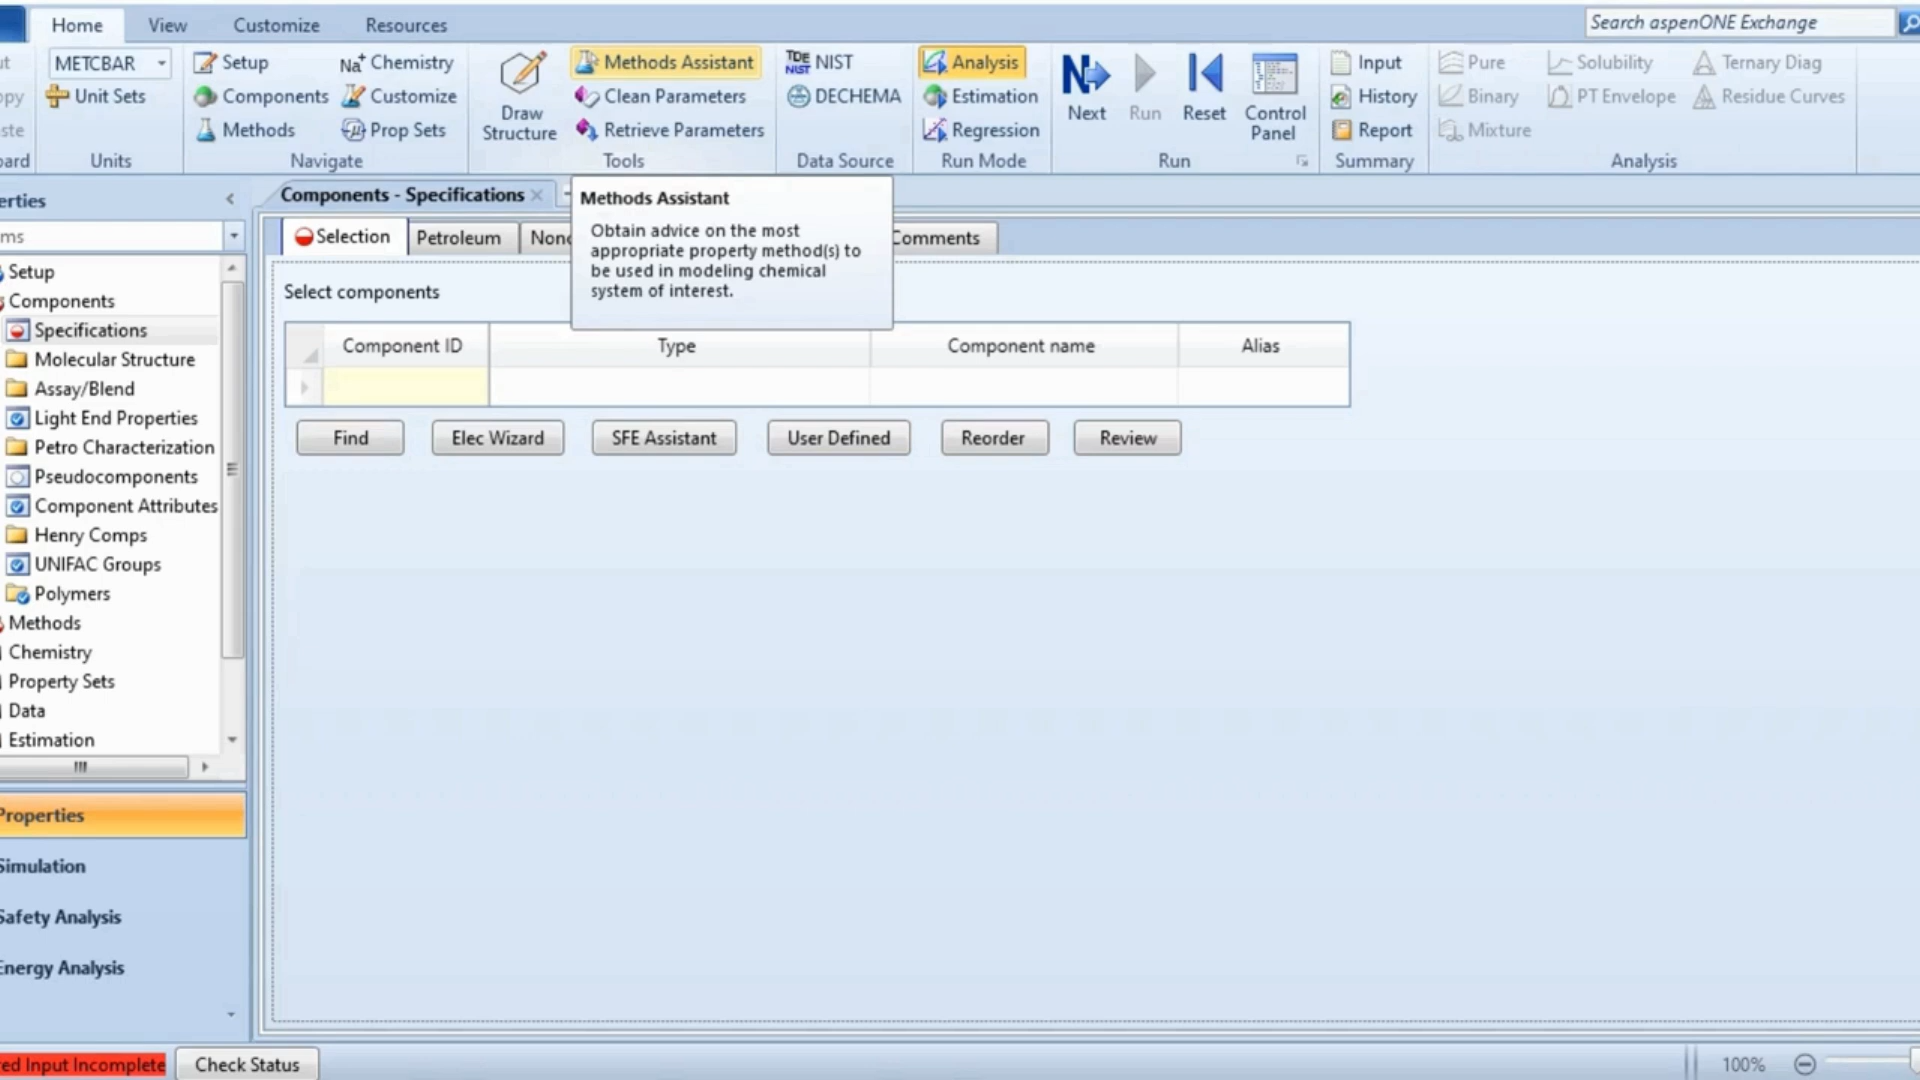 Home View Customize Resources
Search aspenONE Exchange
METCBAR
Unit Sets
Units
Setup
Components
Methods
Na+ Chemistry
Customize
Prop Sets
Navigate
Draw
Structure
Methods Assistant
Clean Parameters
Retrieve Parameters
Tools
TDE
NIST NIST
DECHEMA
Data Source
Analysis
Estimation
Regression
Run Mode
Next
Run
Reset
Control
Panel
Run
Input
History
Report
Summary
Pure
Binary
Mixture
Solubility
PT Envelope
Ternary Diag
Residue Curves
Analysis
Components - Specifications
Methods Assistant
Obtain advice on the most
appropriate property method(s) to
be used in modeling chemical
system of interest.
Selection Petroleum Comments
Select components
Component ID Type Component name Alias
Find Elec Wizard SFE Assistant User Defined Reorder Review
Setup
Components
Specifications
Molecular Structure
Assay/Blend
Light End Properties
Petro Characterization
Pseudocomponents
Component Attributes
Henry Comps
UNIFAC Groups
Polymers
Methods
Chemistry
Property Sets
Data
Estimation
Properties
Simulation
Safety Analysis
Energy Analysis
Input Incomplete
Check Status
100%